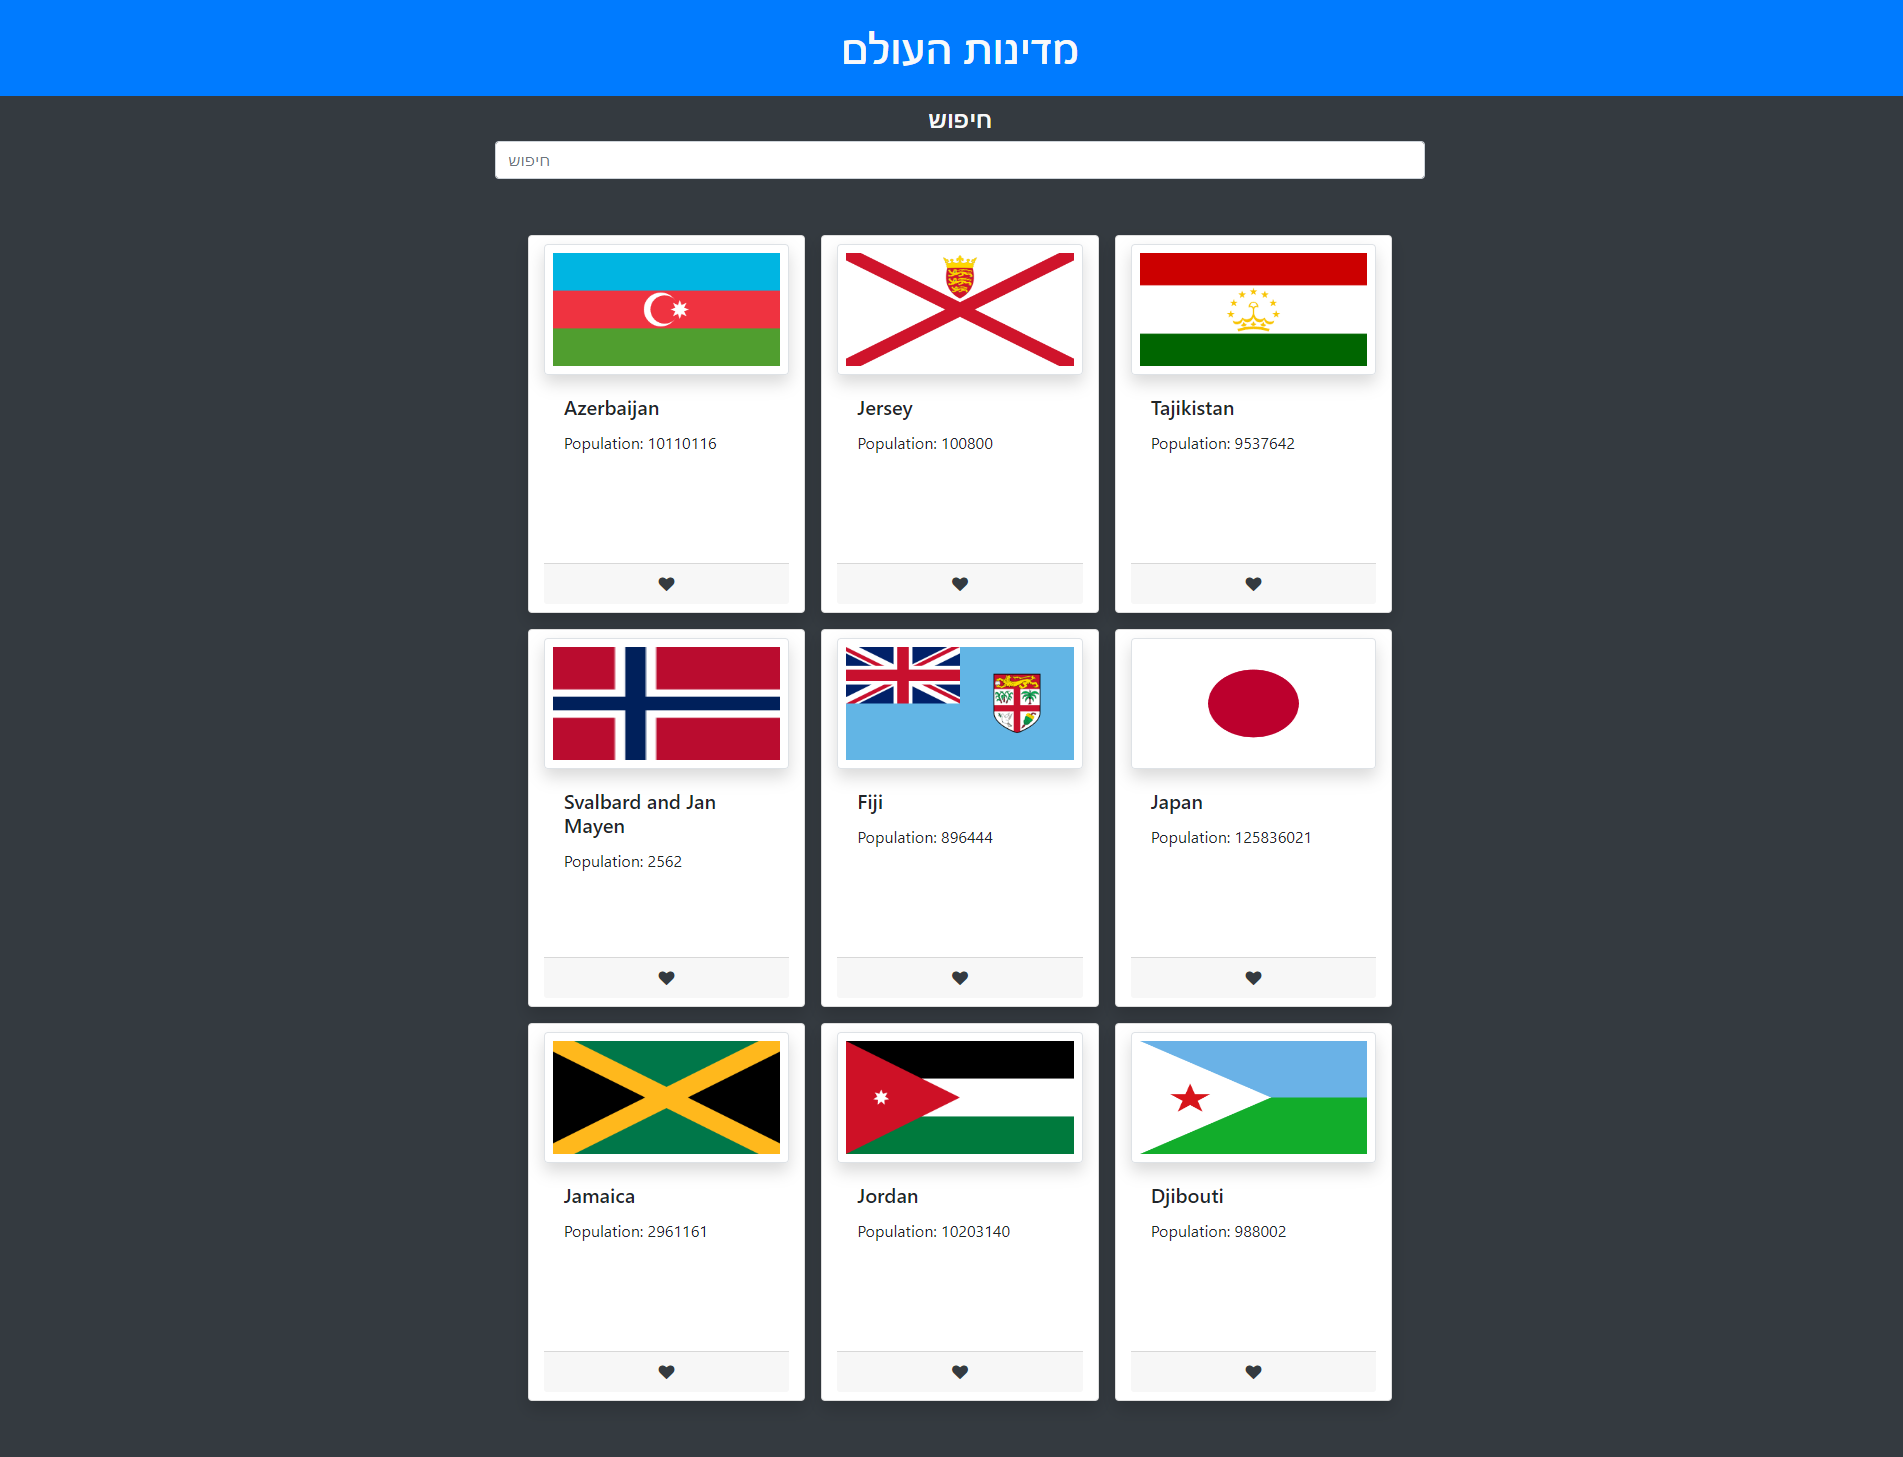 מדינות העולם
חיפוש
חיפוש
Azerbaijan
Population: 10110116
Jersey
Population: 100800
Tajikistan
Population: 9537642
Svalbard and Jan
Mayen
Population: 2562
Fiji
Population: 896444
Japan
Population: 125836021
Jamaica
Population: 2961161
Jordan
Population: 10203140
Djibouti
Population: 988002